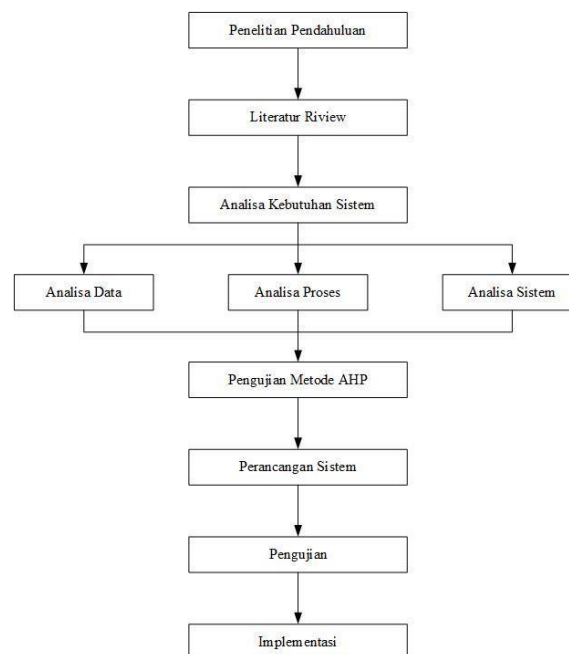 Penelitian Pendahuluan
Literatur Riview
Analisa Kebutuhan Sistem
Analisa Data
Analisa Proses
Analisa Sistem
Pengujian Metode AHP
Perancangan Sistem
Pengujian
Implementasi